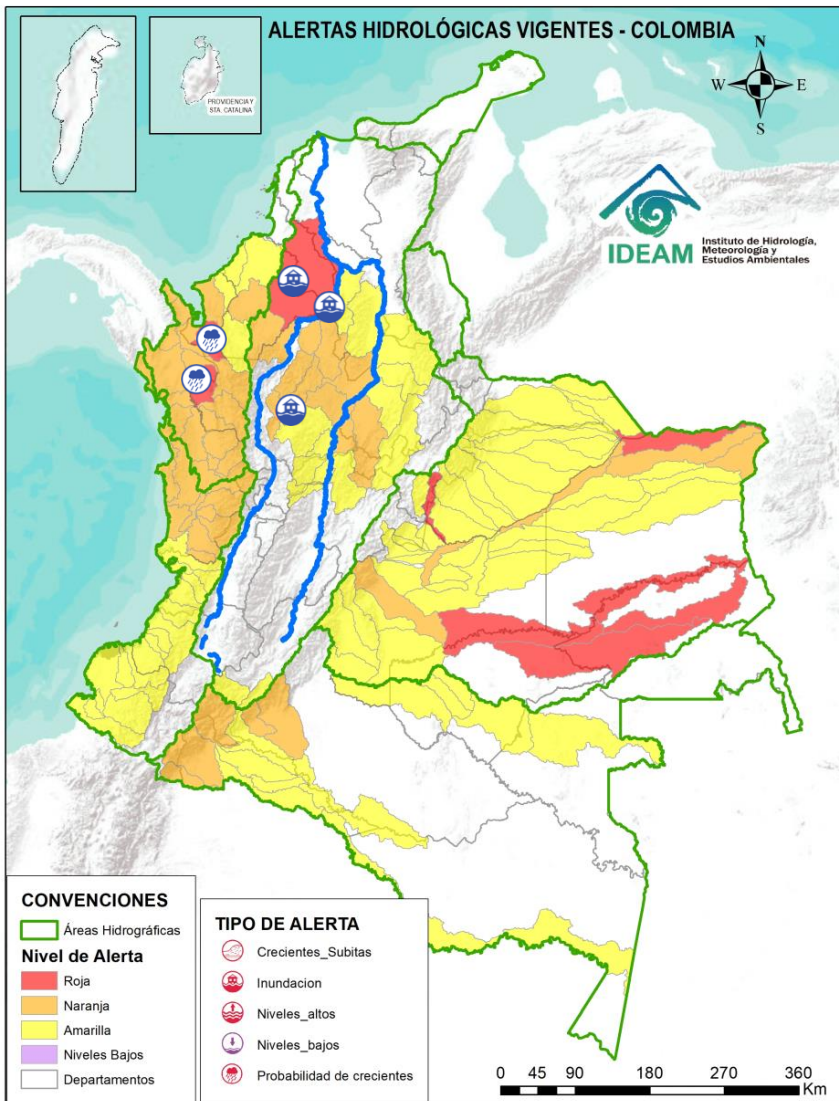 ALERTAS HIDROLÓGICAS VIGENTES - COLOMBIA
PROVIDENCIA Y
STA. CATALINA
N
W
E
S
IDEAM
Instituto de Hidrología,
Meteorología y
Estudios Ambientales
CONVENCIONES
Áreas Hidrográficas
Nivel de Alerta
Roja
Naranja
Amarilla
Niveles Bajos
Departamentos
TIPO DE ALERTA
Crecientes_Subitas
Inundacion
Niveles_altos
Niveles_bajos
Probabilidad de crecientes
0 45 90 180 270 360
Km